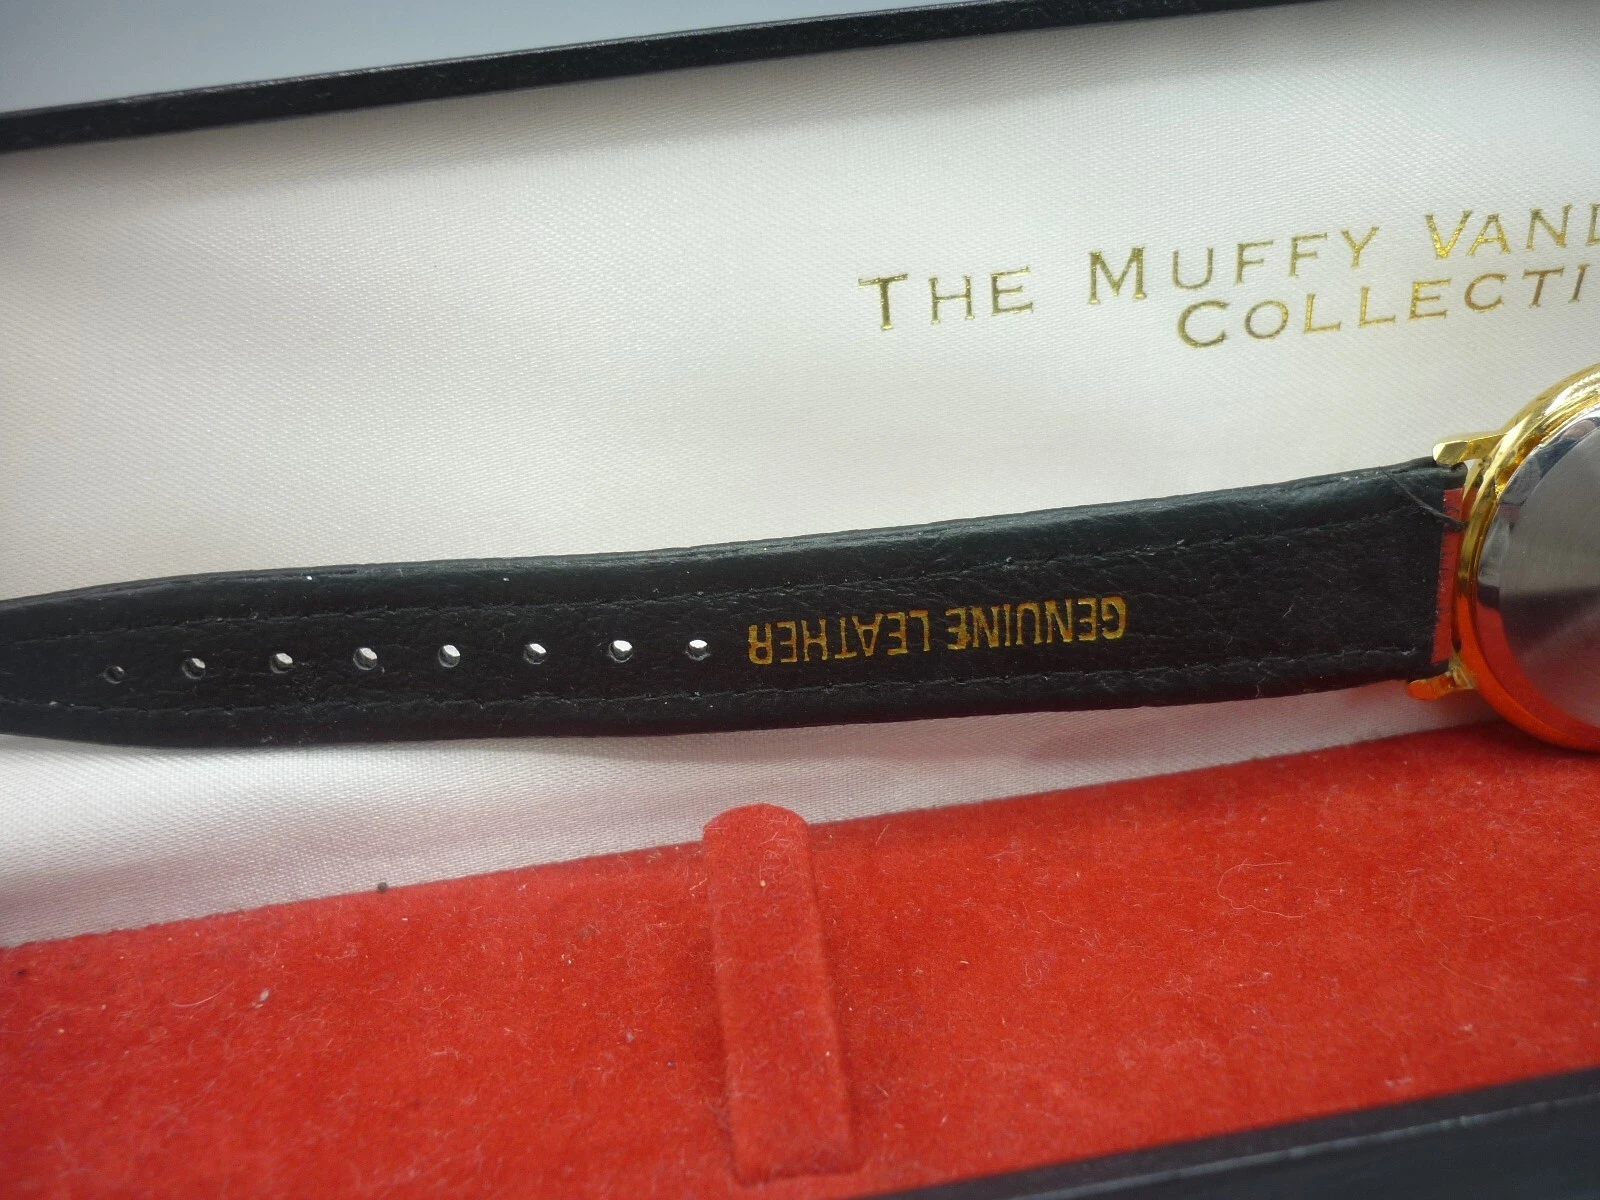 THE MUFFY VAND
COLLECTI
GENUINE LEATHER